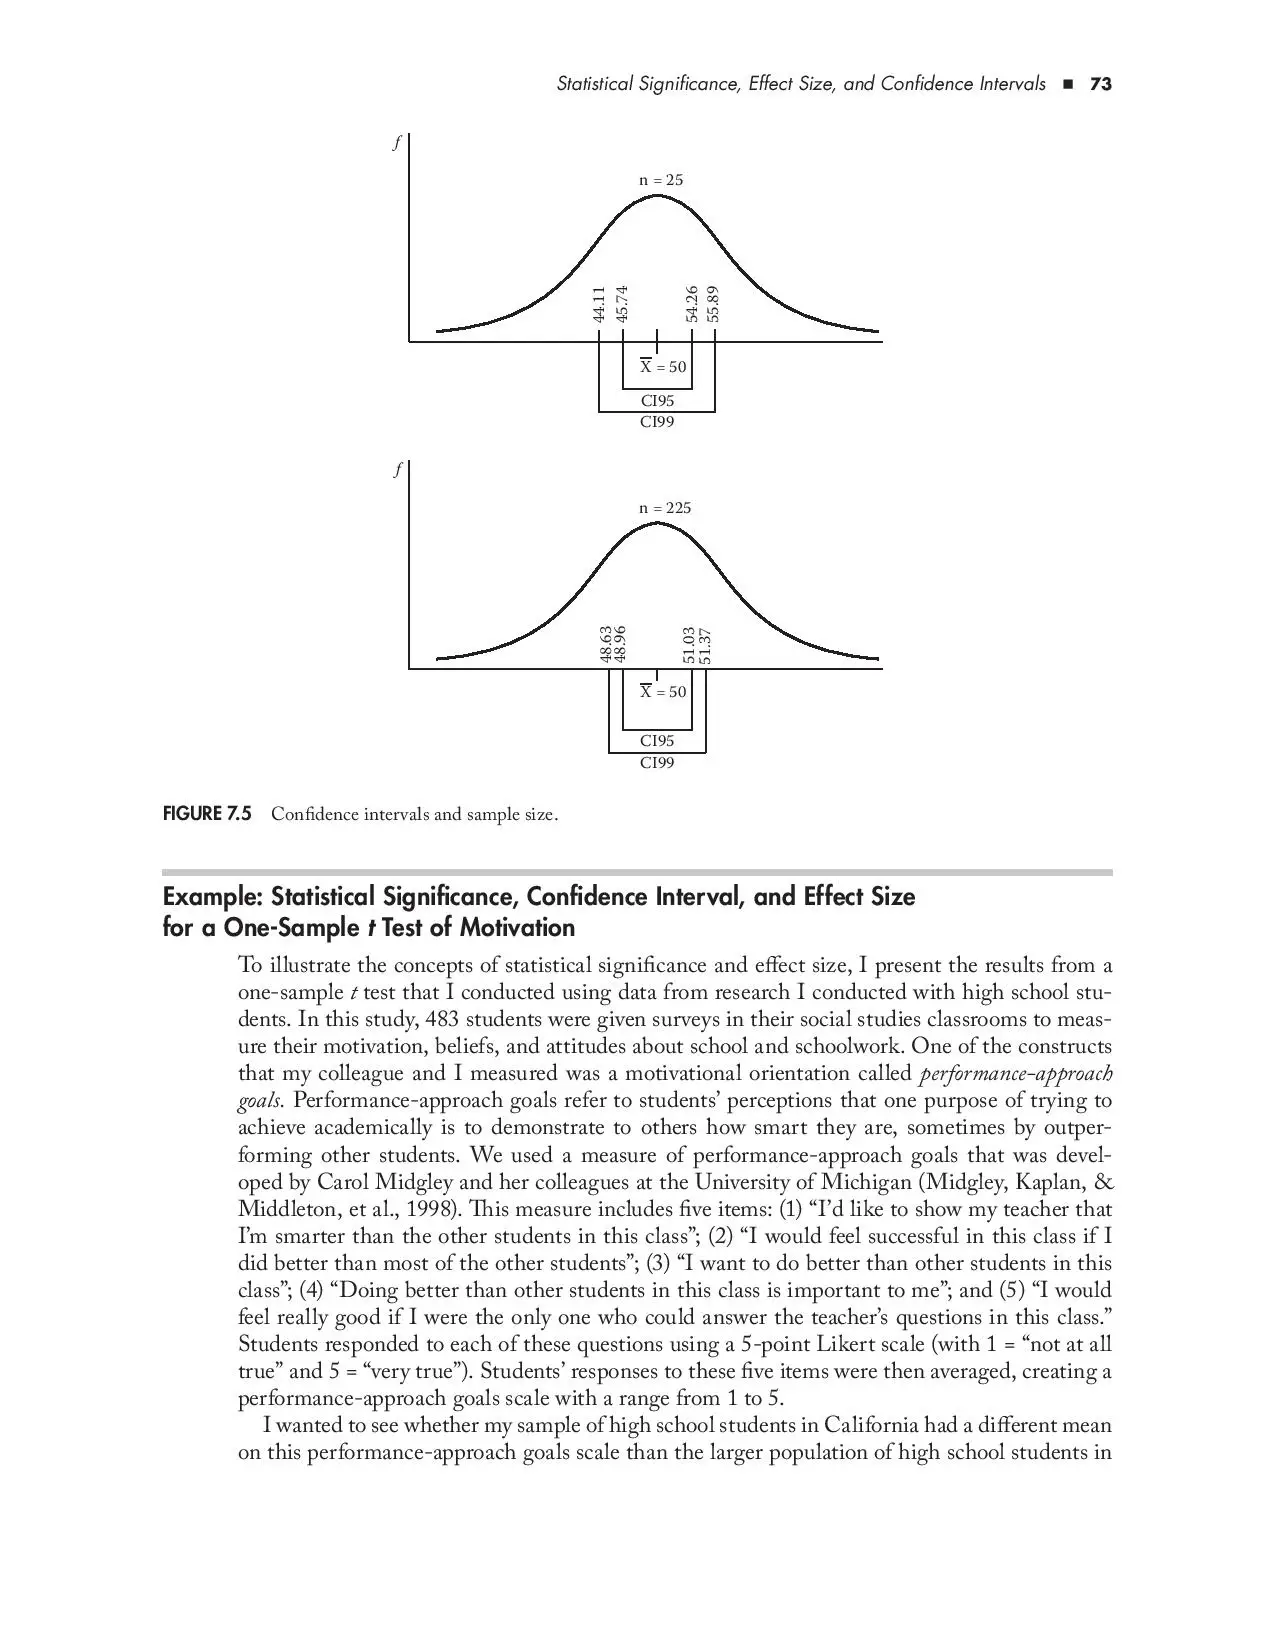 Statistical Significance, Effect Size, and Confidence Intervals ■ 73
f
n = 25
44.11
45.74
54.26
55.89
X̅ = 50
CI95
CI99
f
n = 225
48.63
48.96
51.03
51.37
X̅ = 50
CI95
CI99
FIGURE 7.5 Confidence intervals and sample size.
Example: Statistical Significance, Confidence Interval, and Effect Size
for a One-Sample t Test of Motivation
To illustrate the concepts of statistical significance and effect size, I present the results from a
one-sample t test that I conducted using data from research I conducted with high school stu-
dents. In this study, 483 students were given surveys in their social studies classrooms to meas-
ure their motivation, beliefs, and attitudes about school and schoolwork. One of the constructs
that my colleague and I measured was a motivational orientation called performance-approach
goals. Performance-approach goals refer to students’ perceptions that one purpose of trying to
achieve academically is to demonstrate to others how smart they are, sometimes by outper-
forming other students. We used a measure of performance-approach goals that was devel-
oped by Carol Midgley and her colleagues at the University of Michigan (Midgley, Kaplan, &
Middleton, et al., 1998). This measure includes five items: (1) “I’d like to show my teacher that
I’m smarter than the other students in this class”; (2) “I would feel successful in this class if I
did better than most of the other students”; (3) “I want to do better than other students in this
class”; (4) “Doing better than other students in this class is important to me”; and (5) “I would
feel really good if I were the only one who could answer the teacher’s questions in this class.”
Students responded to each of these questions using a 5-point Likert scale (with 1 = “not at all
true” and 5 = “very true”). Students’ responses to these five items were then averaged, creating a
performance-approach goals scale with a range from 1 to 5.
I wanted to see whether my sample of high school students in California had a different mean
on this performance-approach goals scale than the larger population of high school students in